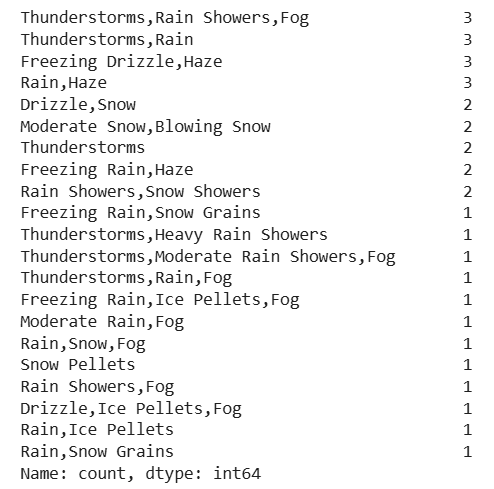 Thunderstorms,Rain Showers,Fog 3
Thunderstorms,Rain 3
Freezing Drizzle,Haze 3
Rain,Haze 3
Drizzle,Snow 2
Moderate Snow,Blowing Snow 2
Thunderstorms 2
Freezing Rain,Haze 2
Rain Showers,Snow Showers 2
Freezing Rain,Snow Grains 1
Thunderstorms,Heavy Rain Showers 1
Thunderstorms,Moderate Rain Showers,Fog 1
Thunderstorms,Rain,Fog 1
Freezing Rain,Ice Pellets,Fog 1
Moderate Rain,Fog 1
Rain,Snow,Fog 1
Snow Pellets 1
Rain Showers,Fog 1
Drizzle,Ice Pellets,Fog 1
Rain,Ice Pellets 1
Rain,Snow Grains 1
Name: count, dtype: int64